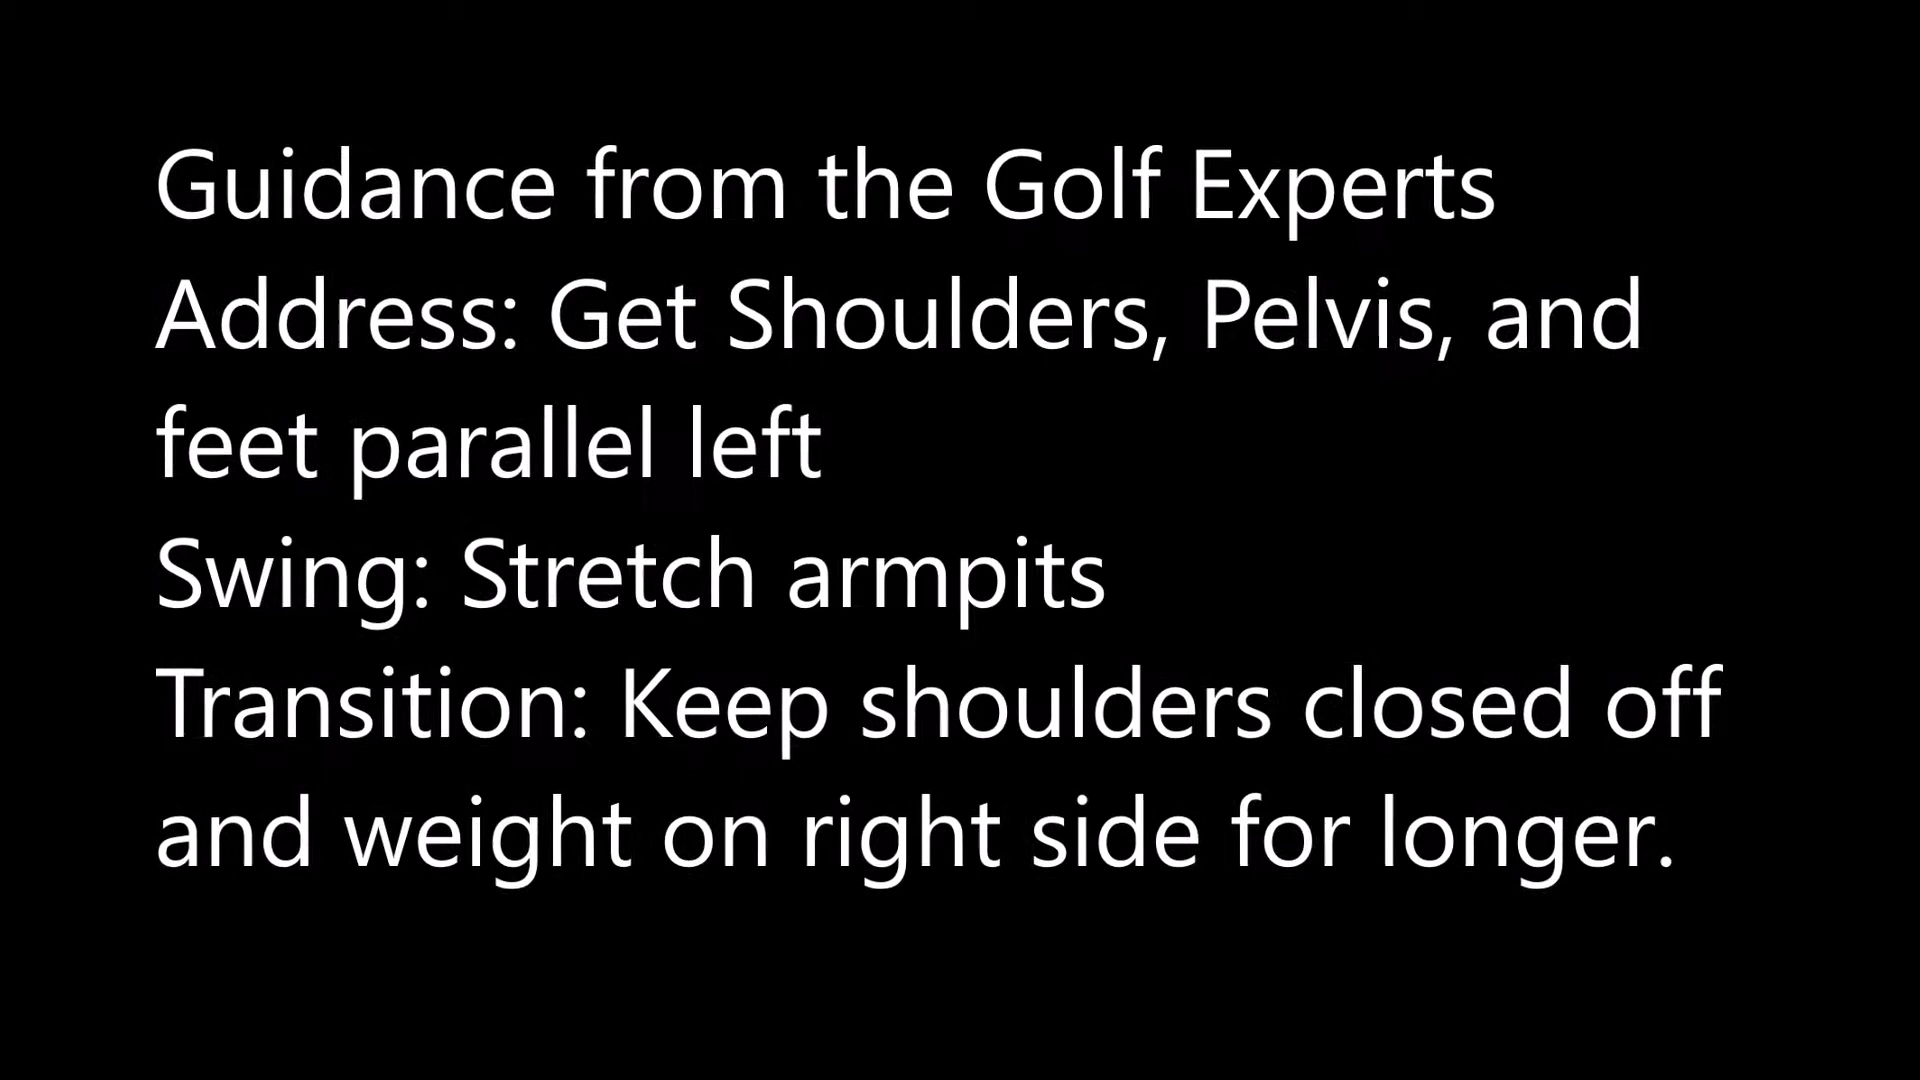 Guidance from the Golf Experts
Address: Get Shoulders, Pelvis, and
feet parallel left
Swing: Stretch armpits
Transition: Keep shoulders closed off
and weight on right side for longer.